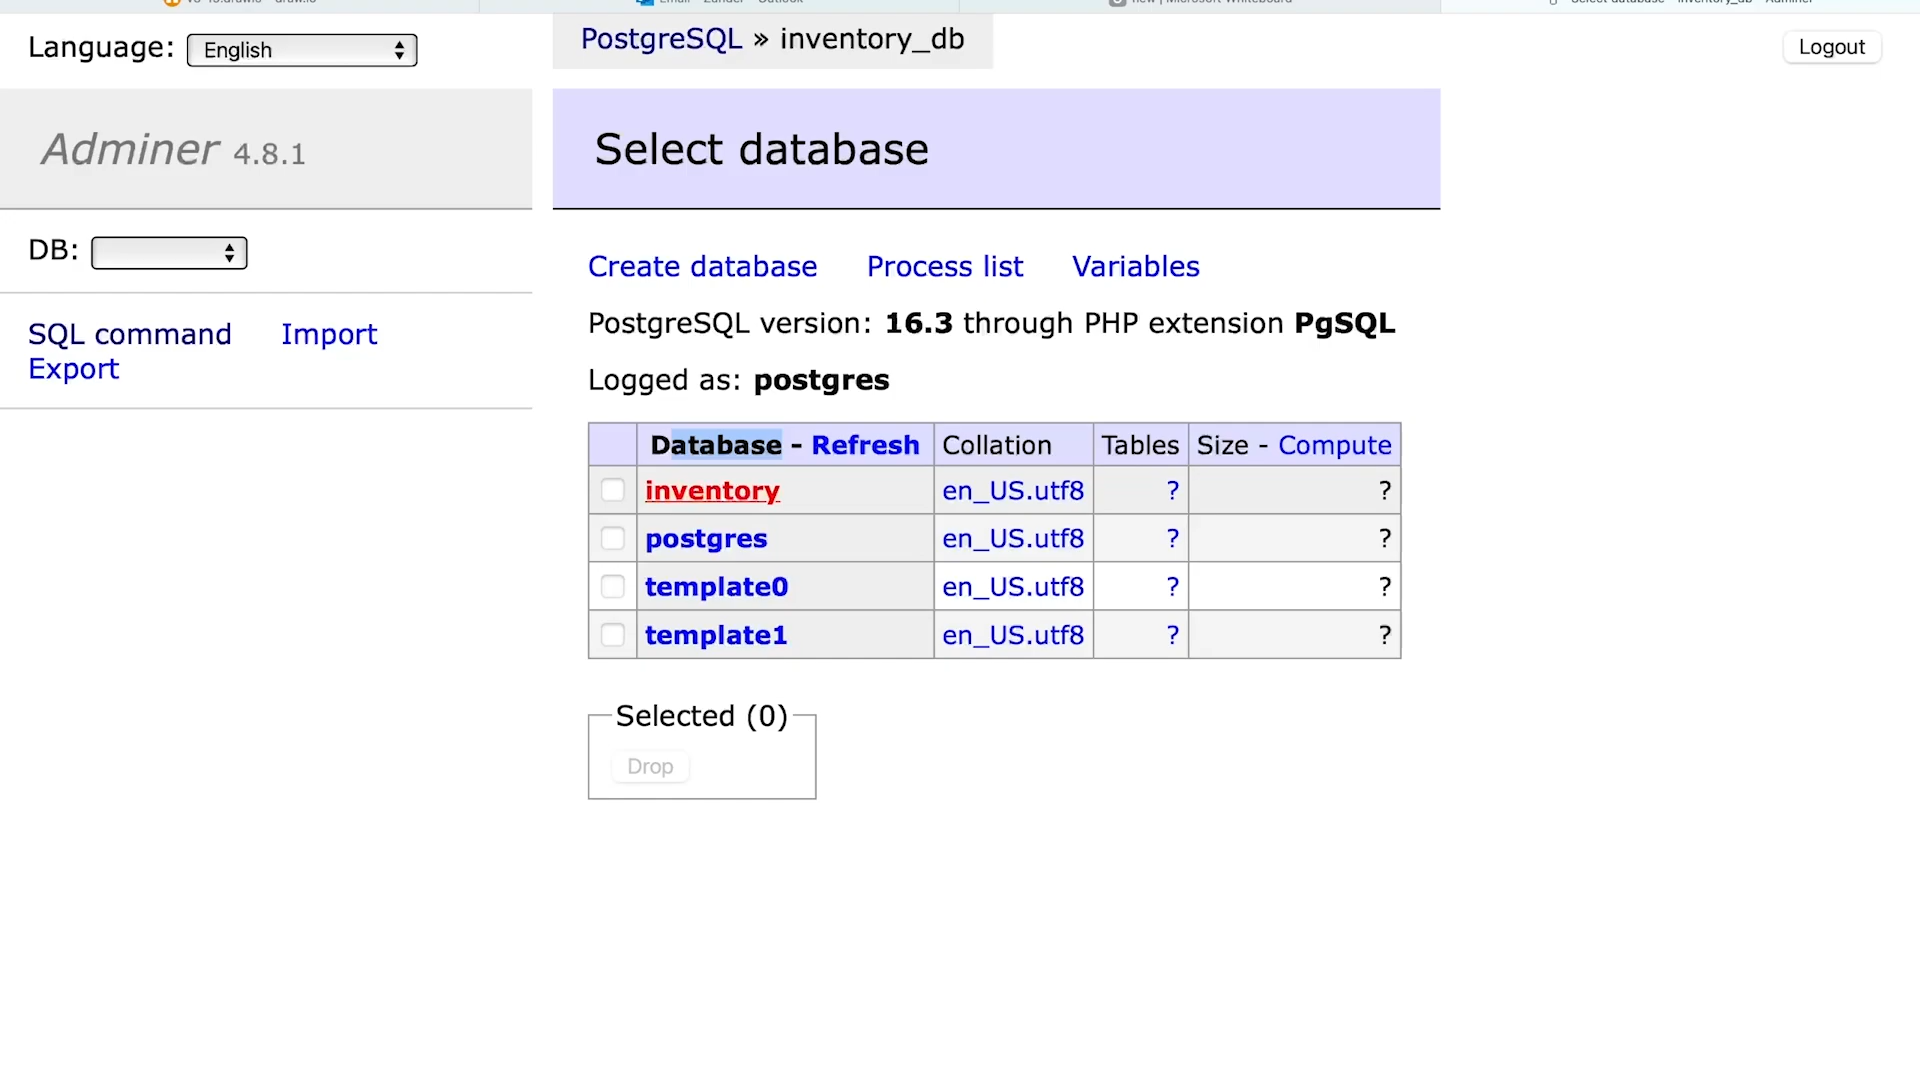 Language: English
PostgreSQL » inventory_db
Logout
Adminer 4.8.1
Select database
DB:
SQL command Import
Export
Create database Process list Variables
PostgreSQL version: 16.3 through PHP extension PgSQL
Logged as: postgres
Database - Refresh Collation Tables Size - Compute
inventory en_US.utf8 ? ?
postgres en_US.utf8 ? ?
template0 en_US.utf8 ? ?
template1 en_US.utf8 ? ?
Selected (0)
Drop